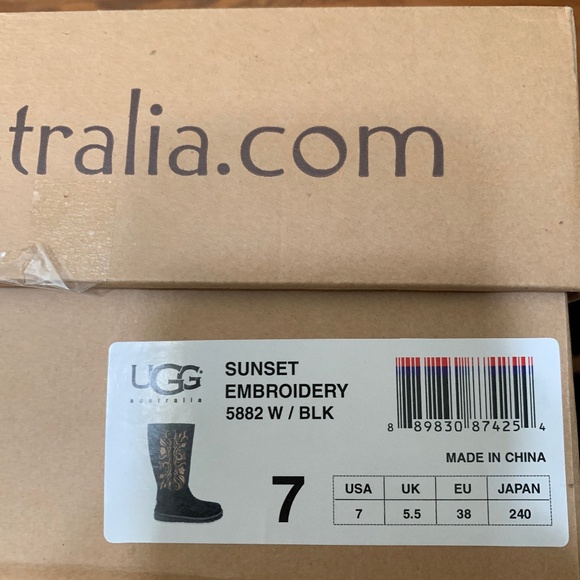 tralia.com
UGG
australia
SUNSET
EMBROIDERY
5882 W / BLK
8 89830 87425 4
MADE IN CHINA
7
USA UK EU JAPAN
7 5.5 38 240